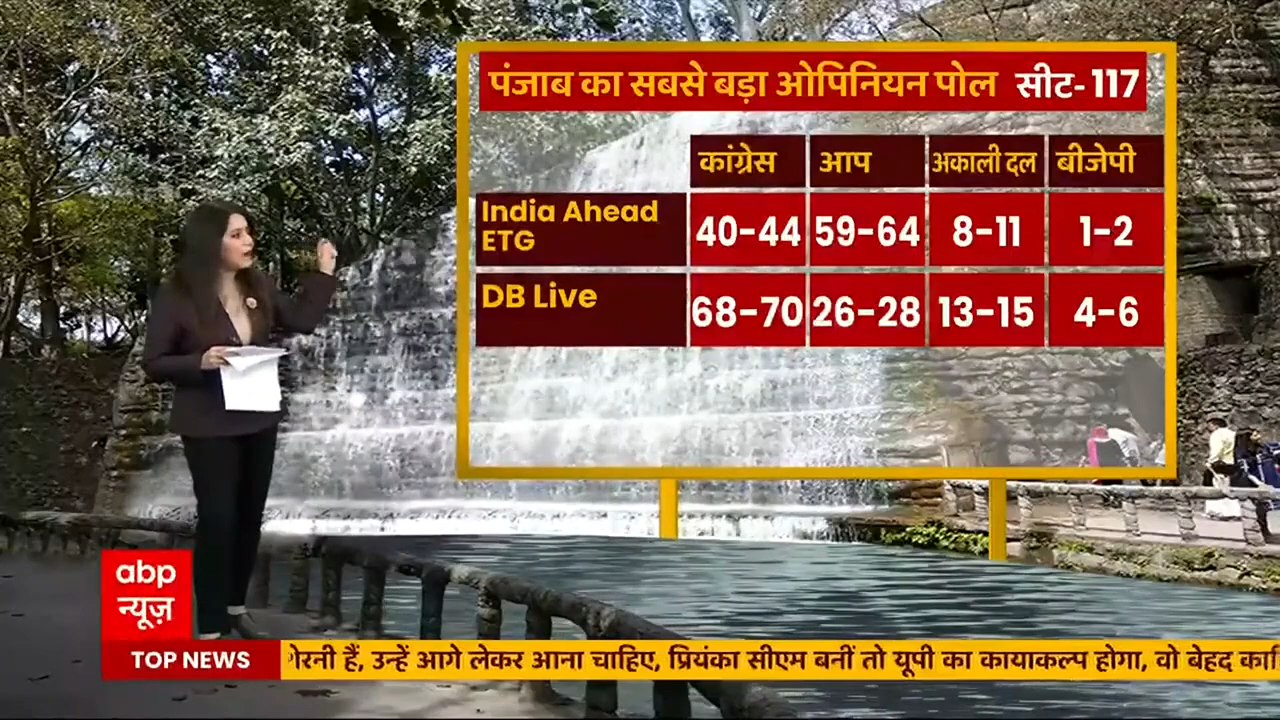 पंजाब का सबसे बड़ा ओपिनियन पोल सीट- 117
कांग्रेस आप अकाली दल बीजेपी
India Ahead
ETG
40-44 59-64 8-11 1-2
DB Live 68-70 26-28 13-15 4-6
abp
न्यूज़
TOP NEWS
हैं, उन्हें आगे लेकर आना चाहिए, प्रियंका सीएम बनीं तो यूपी का कायाकल्प होगा, वो बेहद